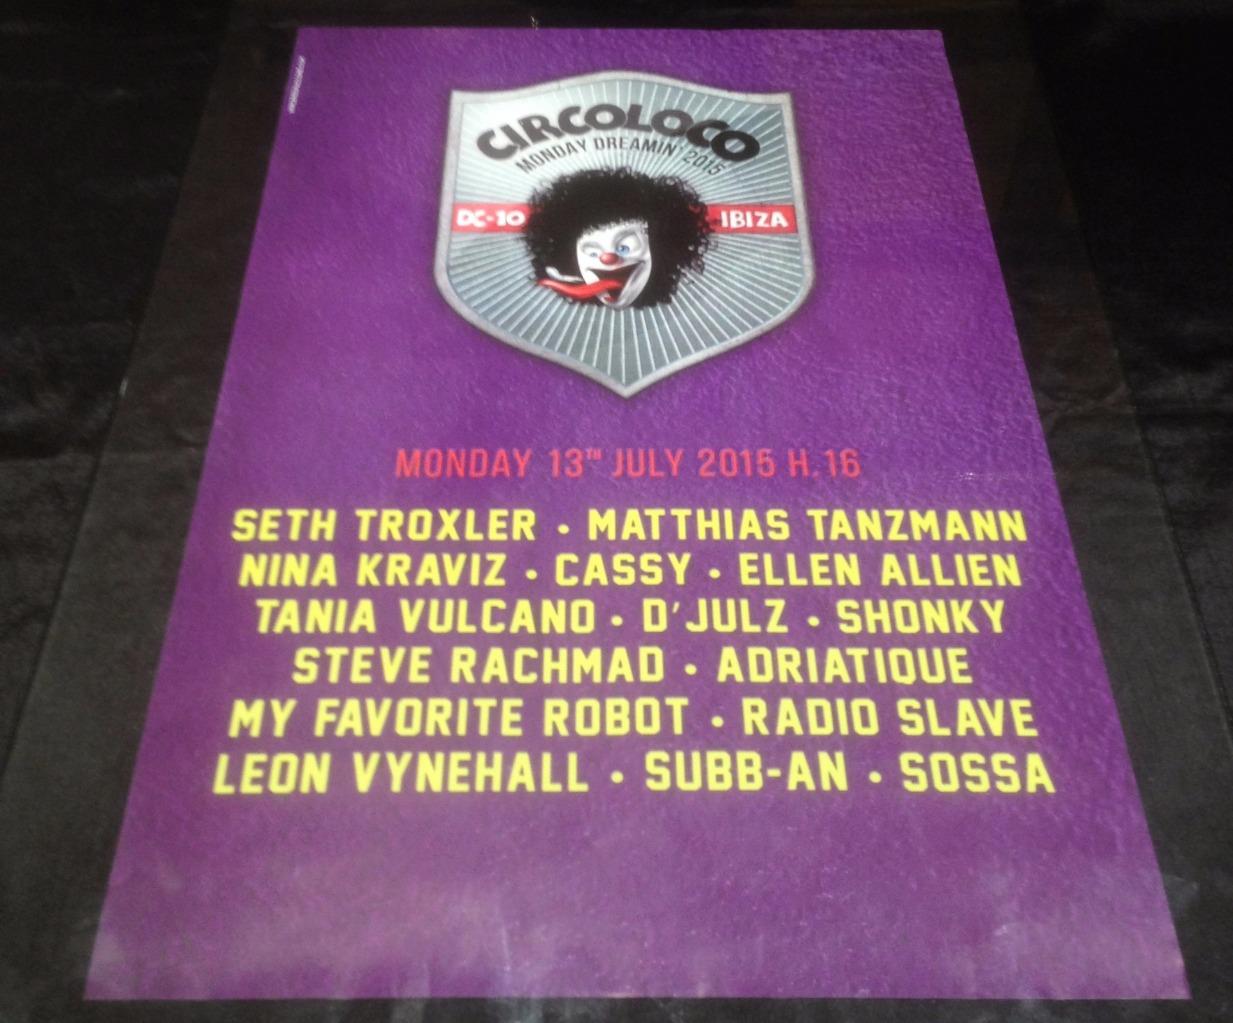 CIRCOLOCO
MONDAY DREAMIN' 2015
DC-10 IBIZA
MONDAY 13TH JULY 2015 H.16
SETH TROXLER · MATTHIAS TANZMANN
NINA KRAVIZ · CASSY · ELLEN ALLIEN
TANIA VULCANO · D'JULZ · SHONKY
STEVE RACHMAD · ADRIATIQUE
MY FAVORITE ROBOT · RADIO SLAVE
LEON VYNEHALL · SUBB-AN · SOSSA